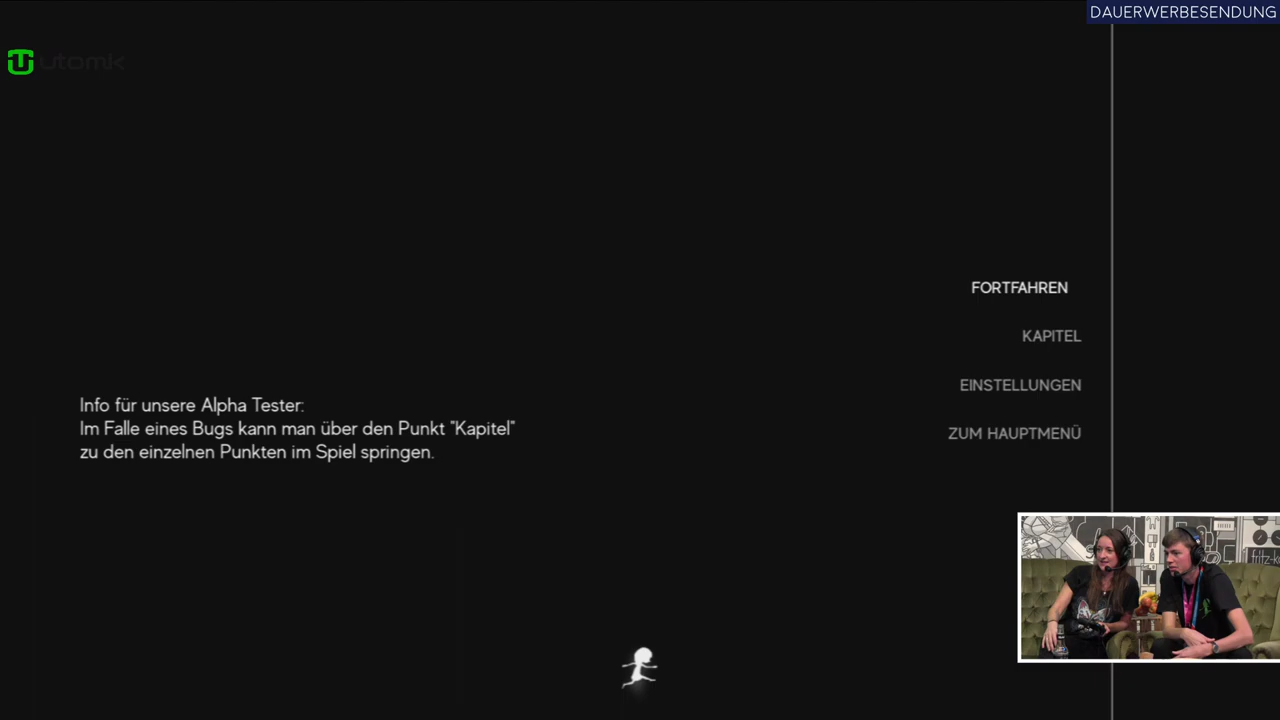 DAUERWERBESENDUNG
utomik
FORTFAHREN
KAPITEL
EINSTELLUNGEN
ZUM HAUPTMENÜ
Info für unsere Alpha Tester:
Im Falle eines Bugs kann man über den Punkt "Kapitel"
zu den einzelnen Punkten im Spiel springen.